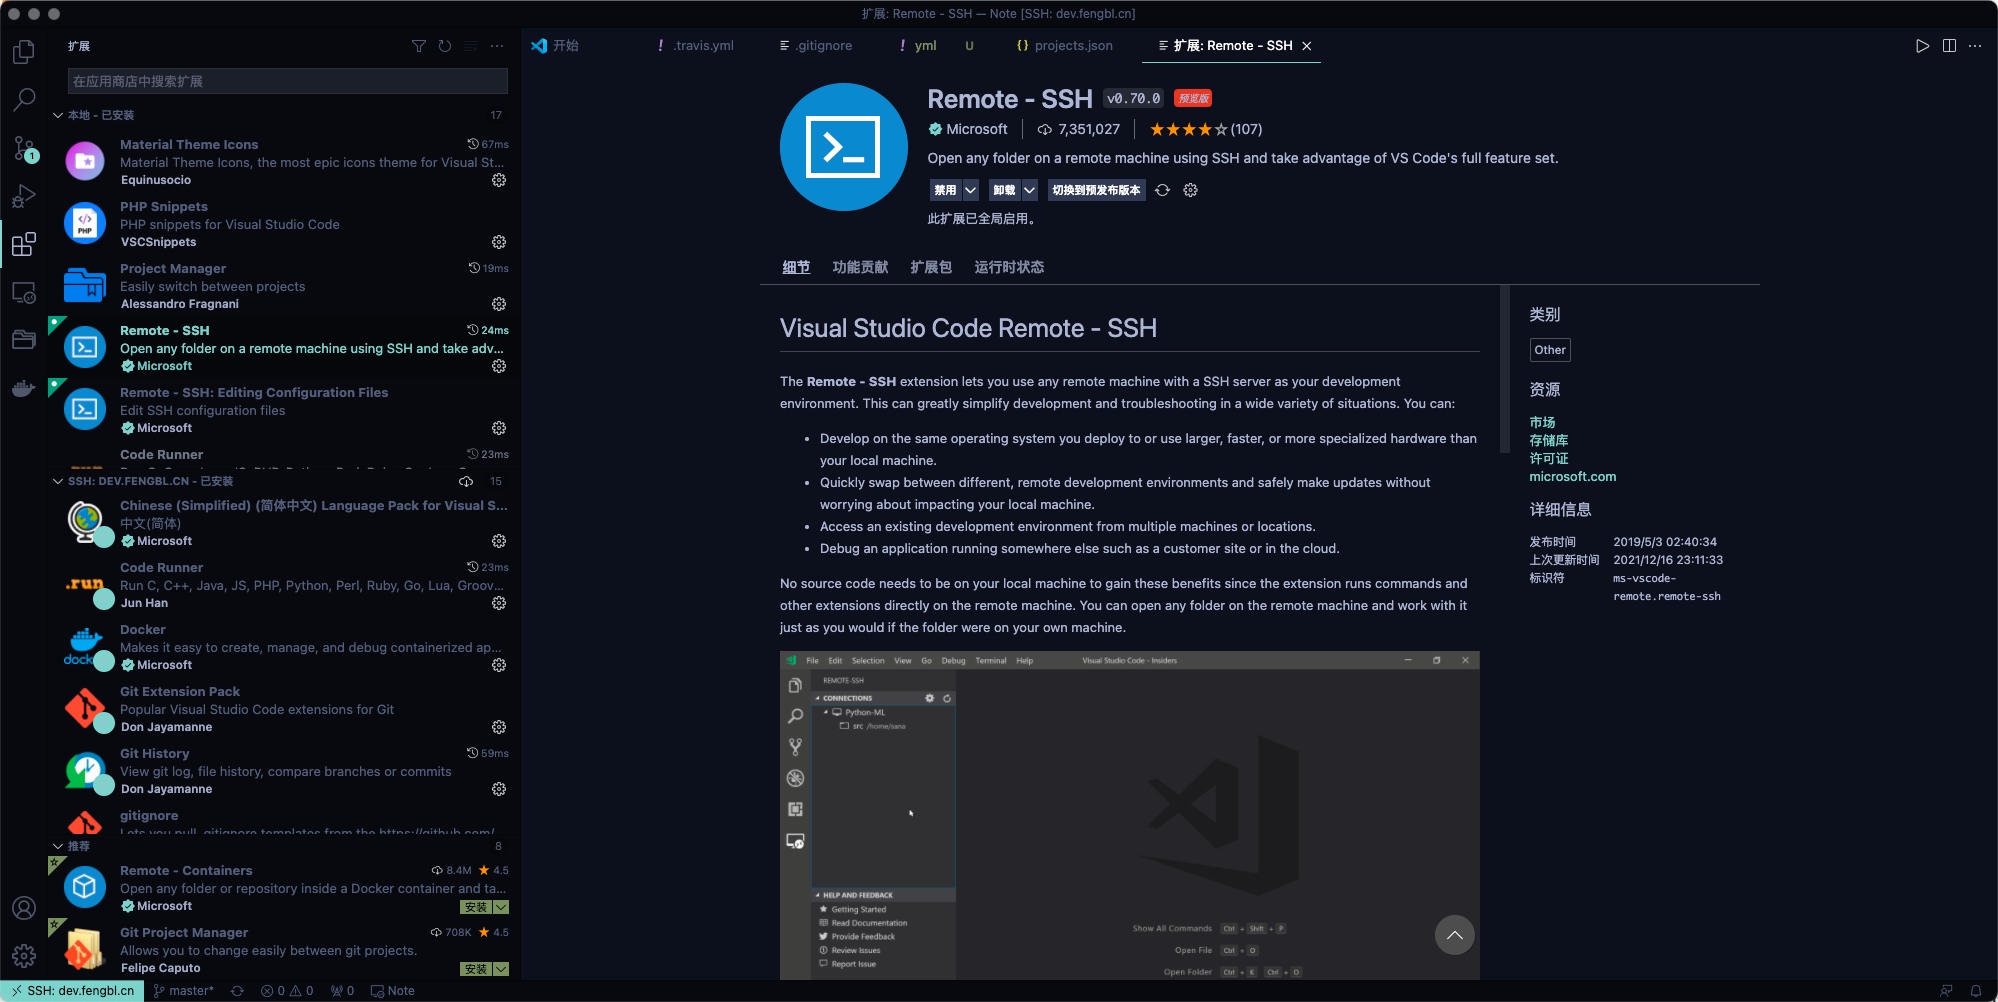 扩展: Remote - SSH — Note [SSH: dev.fengbl.cn]
扩展
在应用商店中搜索扩展
本地 - 已安装 17
Material Theme Icons 67ms
Material Theme Icons, the most epic icons theme for Visual St...
Equinusocio
PHP Snippets
PHP snippets for Visual Studio Code
VSCSnippets
Project Manager 19ms
Easily switch between projects
Alessandro Fragnani
Remote - SSH 24ms
Open any folder on a remote machine using SSH and take adv...
Microsoft
Remote - SSH: Editing Configuration Files
Edit SSH configuration files
Microsoft
Code Runner 23ms
SSH: DEV.FENGBL.CN - 已安装 15
Chinese (Simplified) (简体中文) Language Pack for Visual S...
中文(简体)
Microsoft
Code Runner 23ms
.run
Run C, C++, Java, JS, PHP, Python, Perl, Ruby, Go, Lua, Groov...
Jun Han
Docker
Makes it easy to create, manage, and debug containerized ap...
Microsoft
Git Extension Pack
Popular Visual Studio Code extensions for Git
Don Jayamanne
Git History 59ms
View git log, file history, compare branches or commits
Don Jayamanne
gitignore
Lets you pull .gitignore templates from the https://github.com/
推荐 8
Remote - Containers 8.4M ★ 4.5
Open any folder or repository inside a Docker container and ta...
Microsoft 安装
Git Project Manager 708K ★ 4.5
Allows you to change easily between git projects.
Felipe Caputo 安装
开始
! .travis.yml
.gitignore
! yml U
{} projects.json
扩展: Remote - SSH
Remote - SSH v0.70.0 预览版
Microsoft 7,351,027 ★★★★☆(107)
Open any folder on a remote machine using SSH and take advantage of VS Code's full feature set.
禁用 卸载 切换到预发布版本
此扩展已全局启用。
细节 功能贡献 扩展包 运行时状态
Visual Studio Code Remote - SSH
The Remote - SSH extension lets you use any remote machine with a SSH server as your development
environment. This can greatly simplify development and troubleshooting in a wide variety of situations. You can:
• Develop on the same operating system you deploy to or use larger, faster, or more specialized hardware than
your local machine.
• Quickly swap between different, remote development environments and safely make updates without
worrying about impacting your local machine.
• Access an existing development environment from multiple machines or locations.
• Debug an application running somewhere else such as a customer site or in the cloud.
No source code needs to be on your local machine to gain these benefits since the extension runs commands and
other extensions directly on the remote machine. You can open any folder on the remote machine and work with it
just as you would if the folder were on your own machine.
File Edit Selection View Go Debug Terminal Help Visual Studio Code - Insiders
REMOTE-SSH
CONNECTIONS
Python-ML
src /home/sana
HELP AND FEEDBACK
Getting Started
Read Documentation
Provide Feedback
Review Issues
Report Issue
Show All Commands Ctrl + Shift + P
Open File Ctrl + O
Open Folder Ctrl + K Ctrl + O
类别
Other
资源
市场
存储库
许可证
microsoft.com
详细信息
发布时间 2019/5/3 02:40:34
上次更新时间 2021/12/16 23:11:33
标识符 ms-vscode-
remote.remote-ssh
SSH: dev.fengbl.cn master* 0 0 0 Note